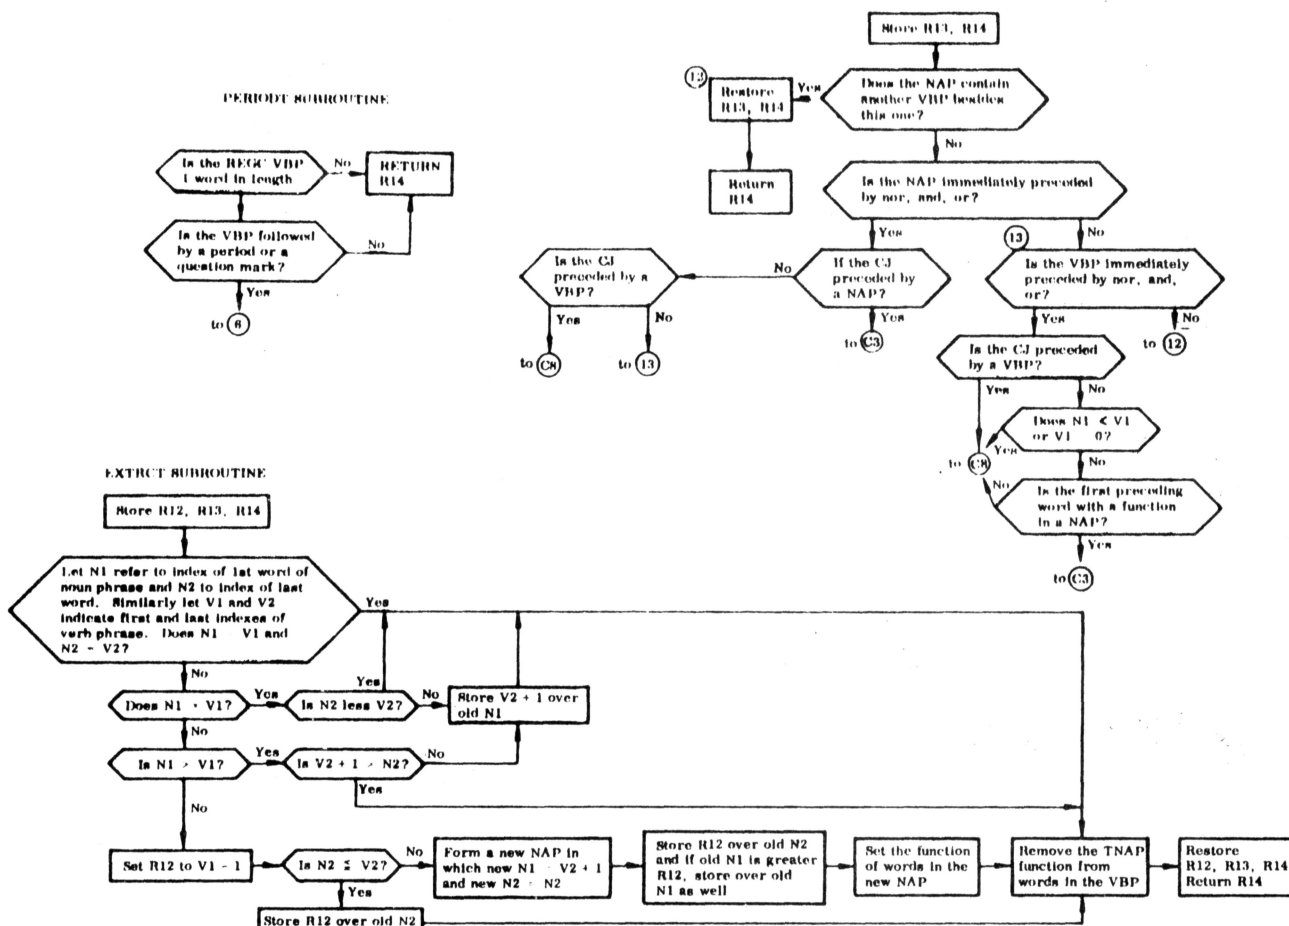 PERIODT SUBROUTINE
Is the REGC VBP
1 word in length
No
RETURN
R14
Is the VBP followed
by a period or a
question mark?
No
Yes
to 6
Store R13, R14
Does the NAP contain
another VBP besides
this one?
Yes
Restore
R13, R14
Return
R14
No
Is the NAP immediately preceded
by nor, and, or?
Yes
No
13
If the CJ
preceded by
a NAP?
No
Is the CJ
preceded by a
VBP?
Yes
No
to C8
to 13
Yes
to C3
Is the VBP immediately
preceded by nor, and,
or?
Yes
No
to 12
Is the CJ preceded
by a VBP?
Yes
No
Does N1 < V1
or V1 0?
Yes
to C8
No
No
Is the first preceding
word with a function
in a NAP?
Yes
to C3
EXTRCT SUBROUTINE
Store R12, R13, R14
Let N1 refer to index of 1st word of
noun phrase and N2 to index of last
word. Similarly let V1 and V2
indicate first and last indexes of
verb phrase. Does N1 V1 and
N2 = V2?
Yes
No
Does N1 V1?
Yes
Is N2 less V2?
Yes
No
Store V2 + 1 over
old N1
No
Is N1 > V1?
Yes
Is V2 + 1 > N2?
No
Yes
No
Set R12 to V1 - 1
Is N2 ≤ V2?
No
Yes
Store R12 over old N2
Form a new NAP in
which new N1 = V2 + 1
and new N2 = N2
Store R12 over old N2
and if old N1 is greater
R12, store over old
N1 as well
Set the function
of words in the
new NAP
Remove the TNAP
function from
words in the VBP
Restore
R12, R13, R14
Return R14